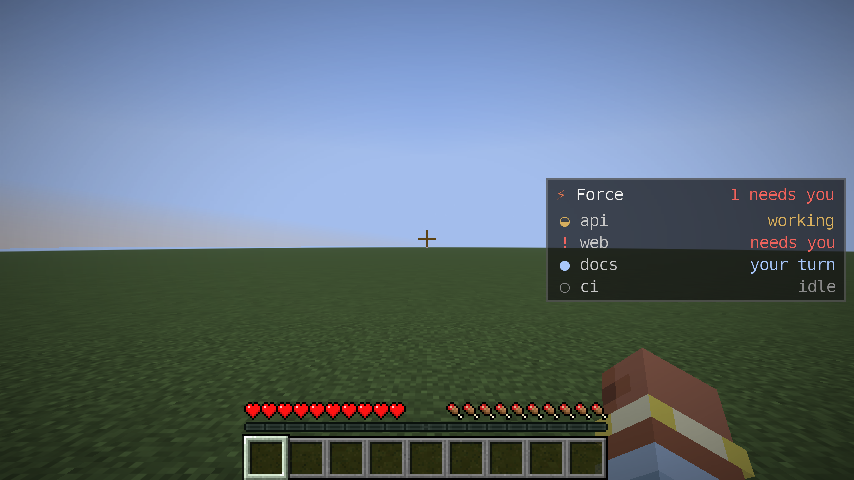 ⚡ Force 1 needs you
api working
! web needs you
docs your turn
ci idle